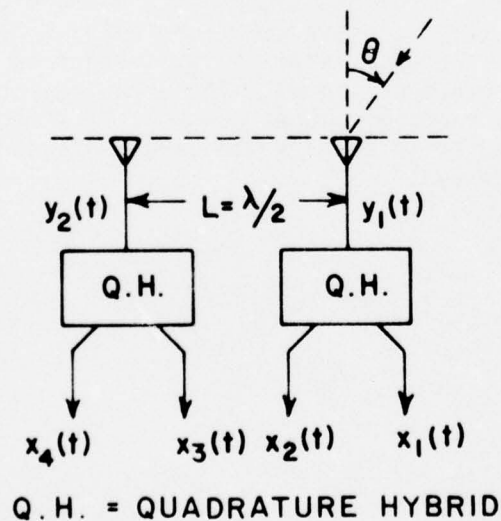 θ
y₂(t) L = λ/2 y₁(t)
Q.H. Q.H.
x₄(t) x₃(t) x₂(t) x₁(t)
Q.H. = QUADRATURE HYBRID